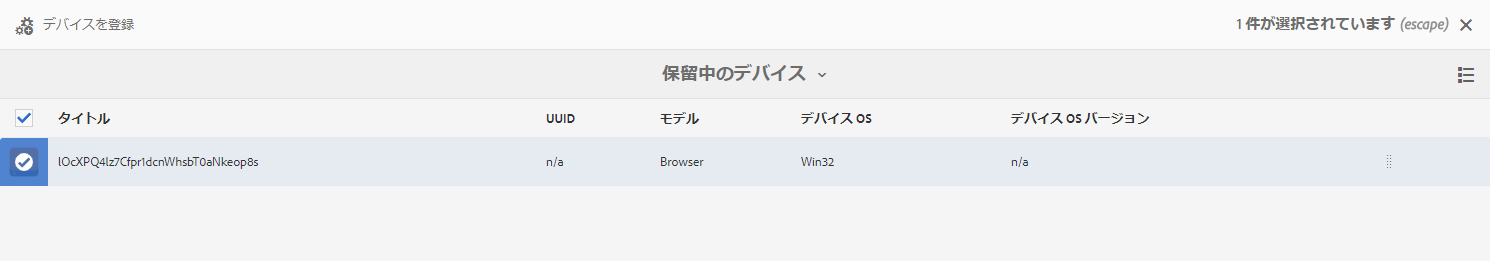 デバイスを登録 1 件が選択されています (escape)
保留中のデバイス
タイトル UUID モデル デバイス OS デバイス OS バージョン
lOcXPQ4lz7Cfpr1dcnWhsbT0aNkeop8s n/a Browser Win32 n/a